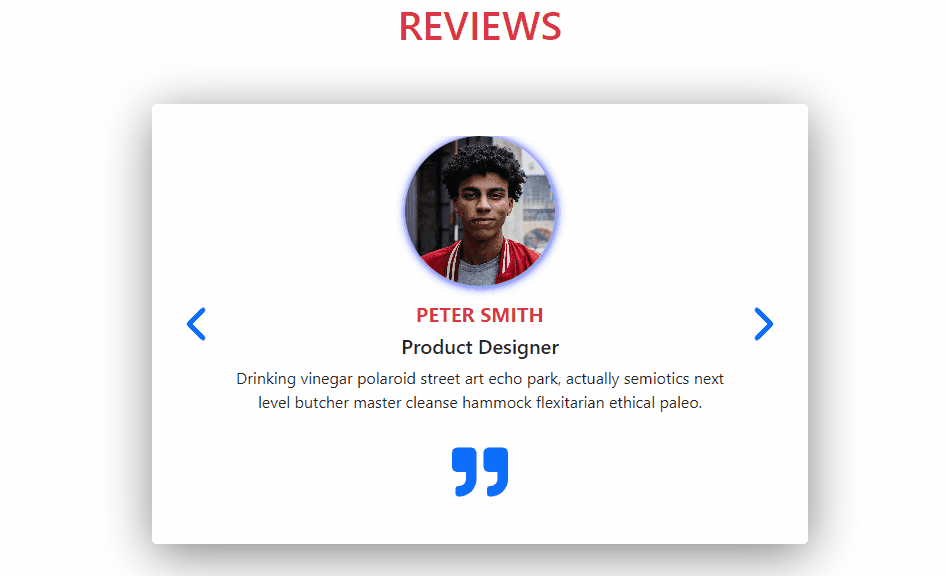 REVIEWS
PETER SMITH
Product Designer
Drinking vinegar polaroid street art echo park, actually semiotics next
level butcher master cleanse hammock flexitarian ethical paleo.